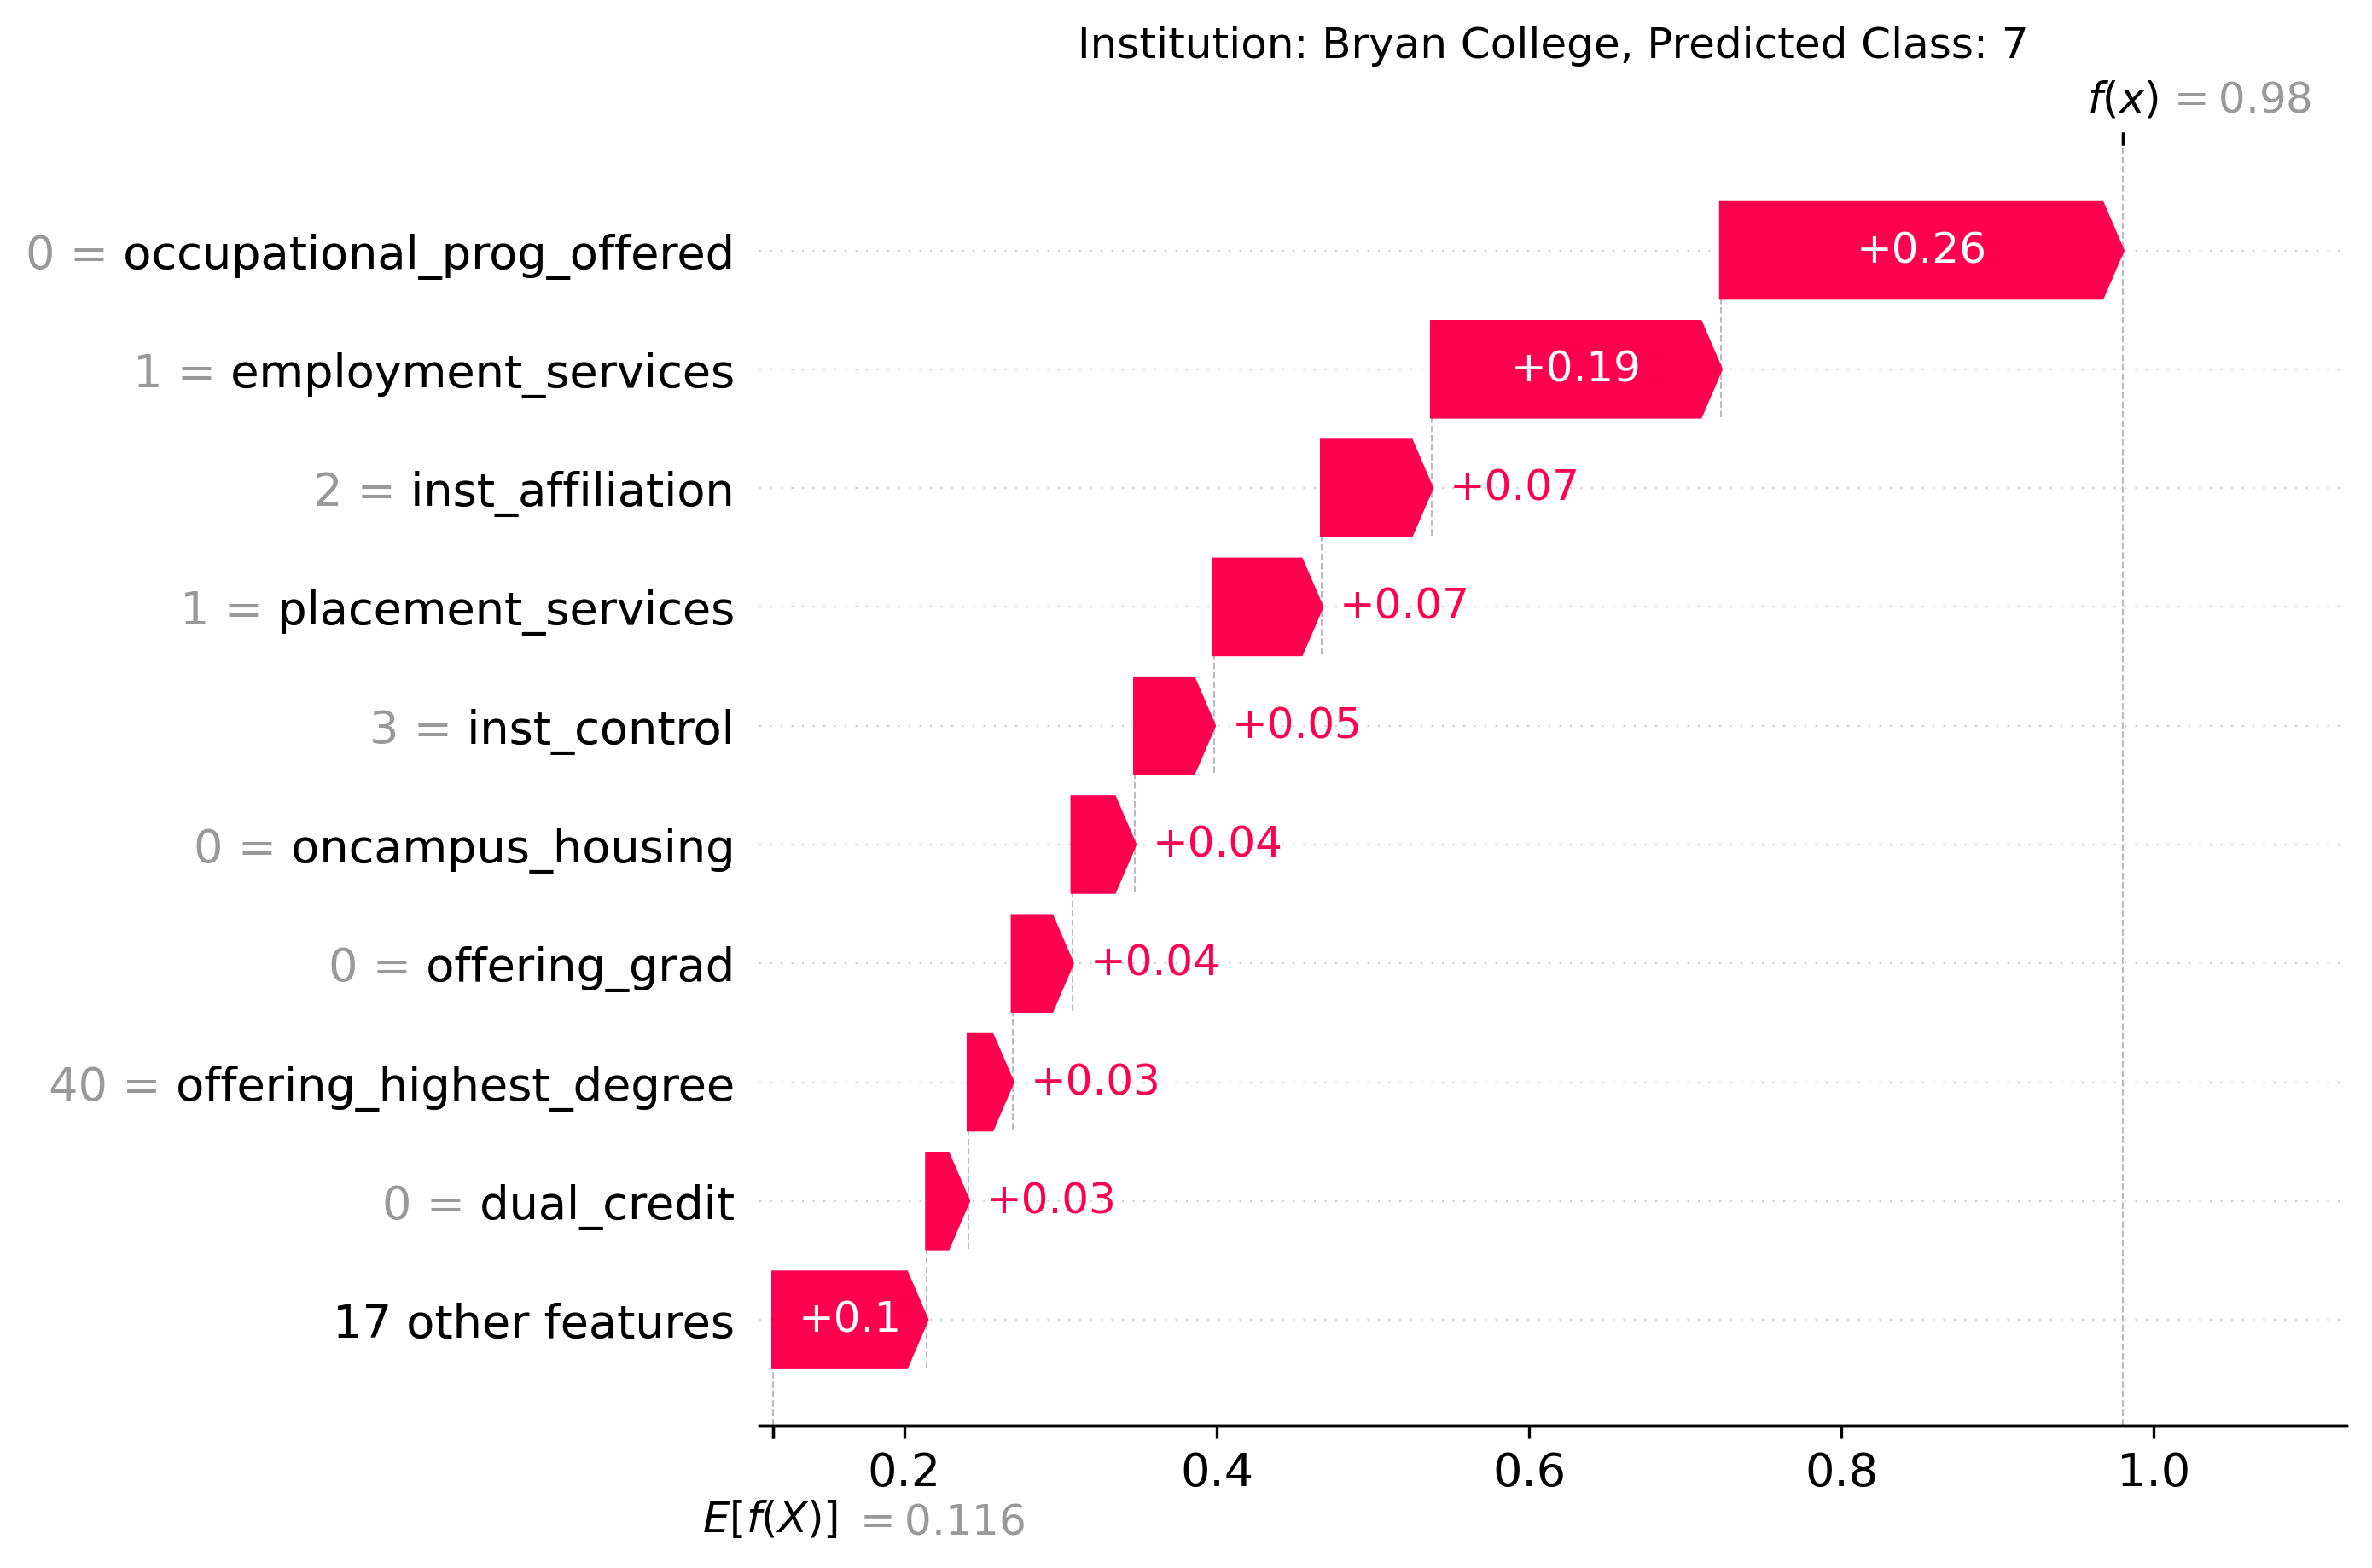 Institution: Bryan College, Predicted Class: 7
f(x) = 0.98
0 = occupational_prog_offered +0.26
1 = employment_services +0.19
2 = inst_affiliation +0.07
1 = placement_services +0.07
3 = inst_control +0.05
0 = oncampus_housing +0.04
0 = offering_grad +0.04
40 = offering_highest_degree +0.03
0 = dual_credit +0.03
17 other features +0.1
0.2 0.4 0.6 0.8 1.0
E[f(X)] = 0.116